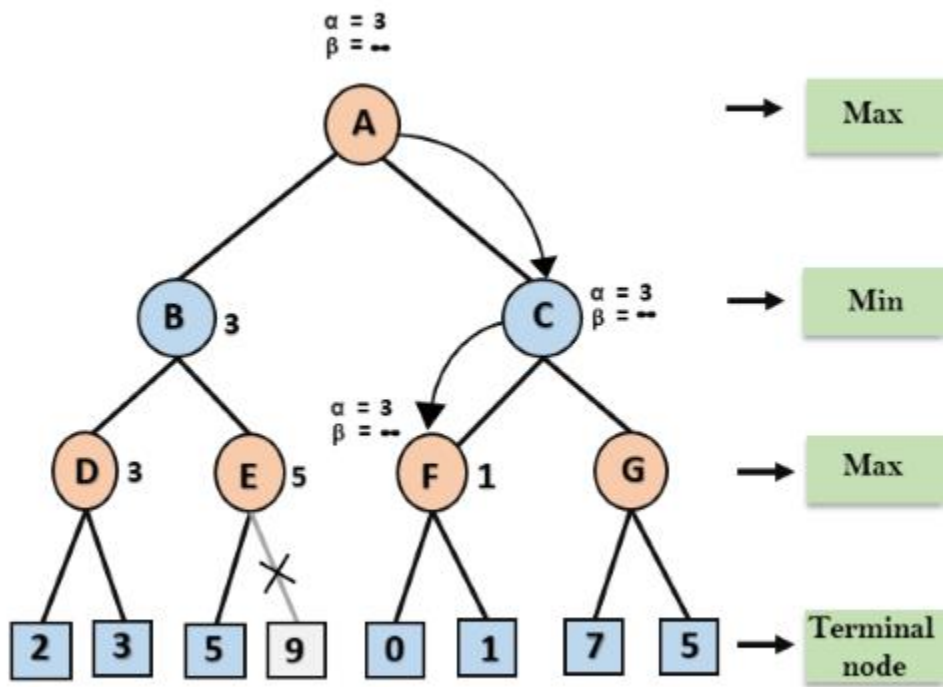 α = 3
β = ∞
A
Max
B
3
C
α = 3
β = ∞
Min
α = 3
β = ∞
D
3
E
5
F
1
G
Max
2
3
5
9
0
1
7
5
Terminal
node